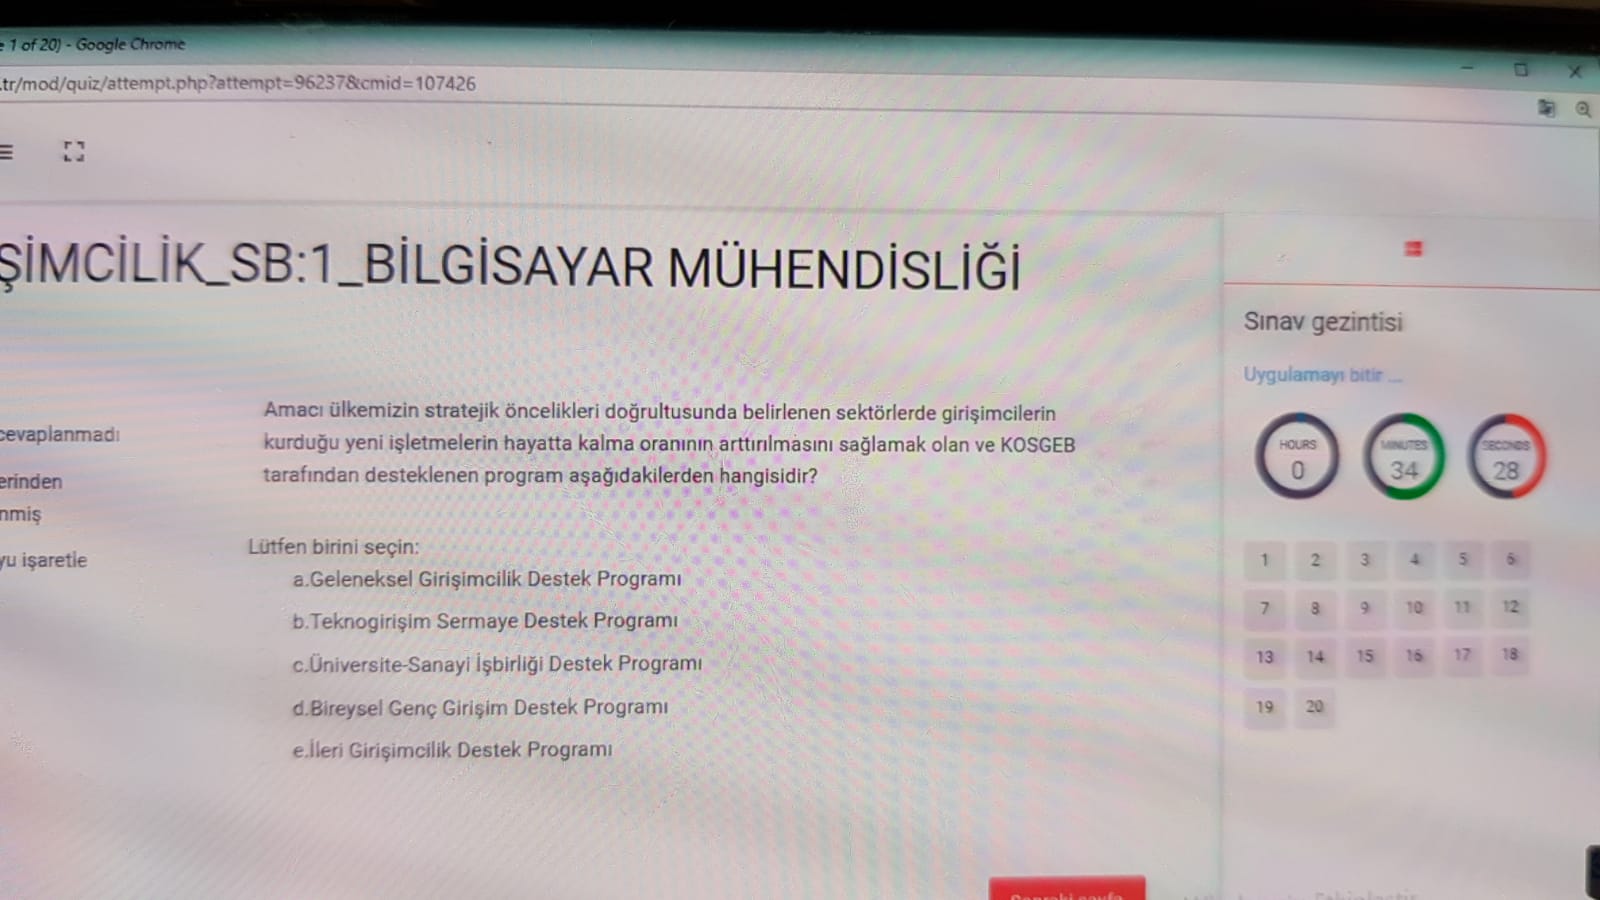 1 of 20) - Google Chrome
.tr/mod/quiz/attempt.php?attempt=96237&cmid=107426
ŞİMCİLİK_SB:1_BİLGİSAYAR MÜHENDİSLİĞİ
Sınav gezintisi
Uygulamayı bitir ...
HOURS
0
MINUTES
34
SECONDS
28
cevaplanmadı
erinden
nmiş
yu işaretle
Amacı ülkemizin stratejik öncelikleri doğrultusunda belirlenen sektörlerde girişimcilerin
kurduğu yeni işletmelerin hayatta kalma oranının arttırılmasını sağlamak olan ve KOSGEB
tarafından desteklenen program aşağıdakilerden hangisidir?
Lütfen birini seçin:
a.Geleneksel Girişimcilik Destek Programı
b.Teknogirişim Sermaye Destek Programı
c.Üniversite-Sanayi İşbirliği Destek Programı
d.Bireysel Genç Girişim Destek Programı
e.İleri Girişimcilik Destek Programı
1 2 3 4 5 6
7 8 9 10 11 12
13 14 15 16 17 18
19 20